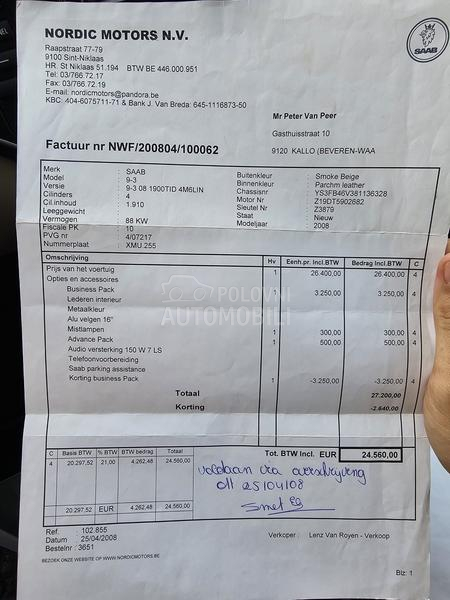 NORDIC MOTORS N.V.
Raapstraat 77-79
9100 Sint-Niklaas
HR. St Niklaas 51.194 BTW BE 446.000.951
Tel: 03/766.72.17
Fax: 03/766.72.19
E-mail: nordicmotors@pandora.be
KBC: 404-6075711-71 & Bank J. Van Breda: 645-1116873-50
SAAB
Mr Peter Van Peer
Gasthuisstraat 10
9120 KALLO (BEVEREN-WAA
Factuur nr NWF/200804/100062
Merk : SAAB
Model : 9-3
Versie : 9-3 08 1900TID 4M6LIN
Cilinders : 4
Cil.inhoud : 1.910
Leeggewicht :
Vermogen : 88 KW
Fiscale PK : 10
PVG nr : 4/07217
Nummerplaat : XMU.255
Buitenkleur : Smoke Beige
Binnenkleur : Parchm leather
Chassisnr : YS3FB46V381136328
Motor Nr : Z19DT5902682
Sleutel Nr : Z3879
Staat : Nieuw
Modeljaar : 2008
Omschrijving Hv Eenh.pr. Incl.BTW Bedrag Incl.BTW C
Prijs van het voertuig 1 26.400,00 26.400,00 4
Opties en accessoires
Business Pack 1 3.250,00 3.250,00 4
Lederen interieur
Metaalkleur
Alu velgen 16"
Mistlampen 1 300,00 300,00 4
Advance Pack 1 500,00 500,00 4
Audio versterking 150 W 7 LS
Telefoonvoorbereiding
Saab parking assistance
Korting business Pack 1 -3.250,00 -3.250,00 4
POLOVNI
AUTOMOBILI
Totaal 27.200,00
Korting -2.640,00
C Basis BTW % BTW BTW bedrag Totaal
4 20.297,52 21,00 4.262,48 24.560,00
20.297,52 EUR 4.262,48 24.560,00
Tot. BTW Incl. EUR 24.560,00
voldaan via overschrijving
dd 25/04/08
Ref. : 102.855
Datum : 25/04/2008
Bestelnr : 3651
Verkoper : Lenz Van Royen - Verkoop
BEZOEK ONZE WEBSITE OP WWW.NORDICMOTORS.BE
Blz: 1